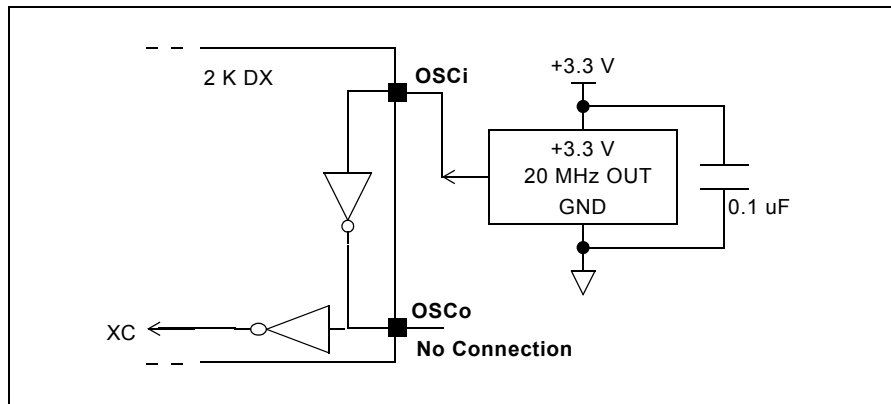 2 K DX
OSCi
+3.3 V
+3.3 V
20 MHz OUT
GND
0.1 uF
OSCo
XC
No Connection